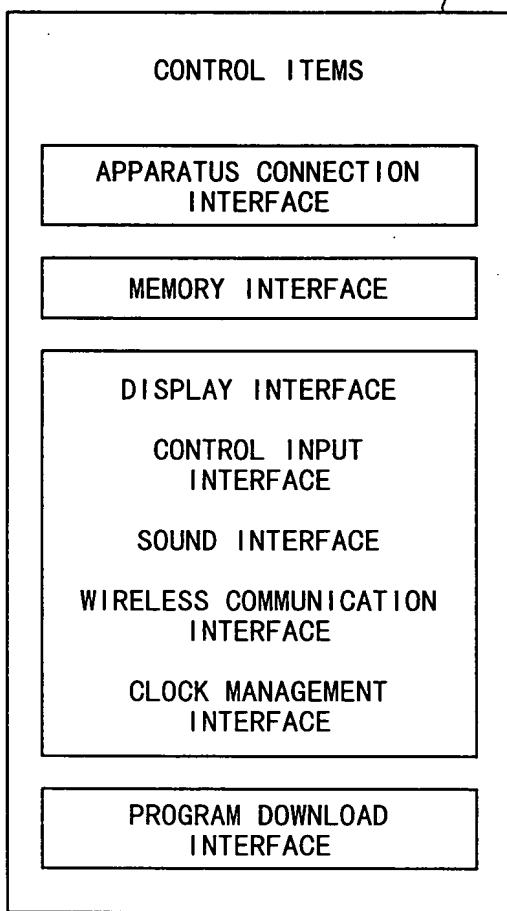 CONTROL ITEMS
APPARATUS CONNECTION
INTERFACE
MEMORY INTERFACE
DISPLAY INTERFACE
CONTROL INPUT
INTERFACE
SOUND INTERFACE
WIRELESS COMMUNICATION
INTERFACE
CLOCK MANAGEMENT
INTERFACE
PROGRAM DOWNLOAD
INTERFACE